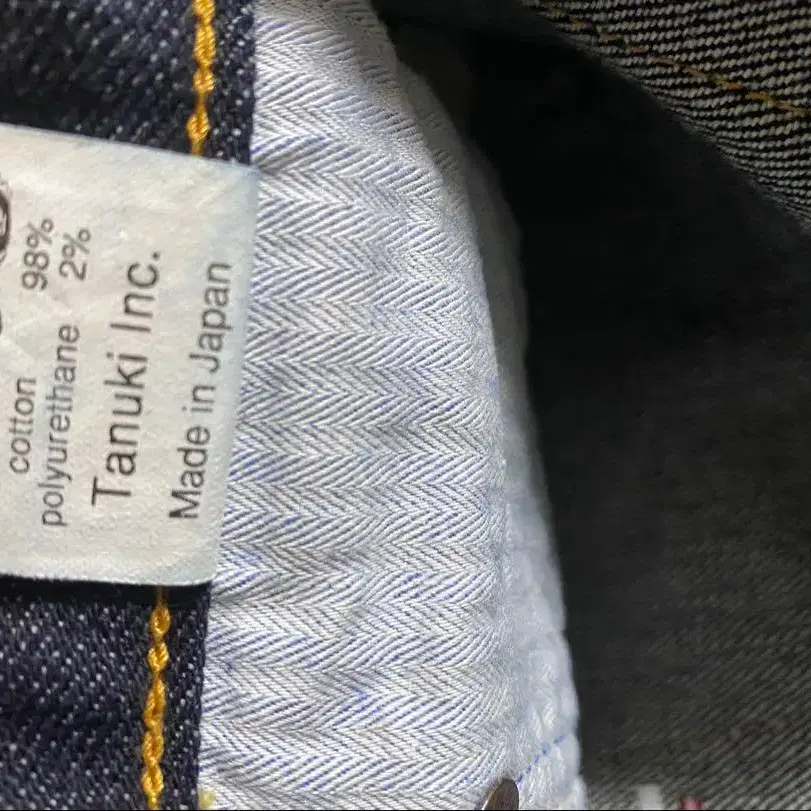 cotton 98%
polyurethane 2%
Tanuki Inc.
Made in Japan